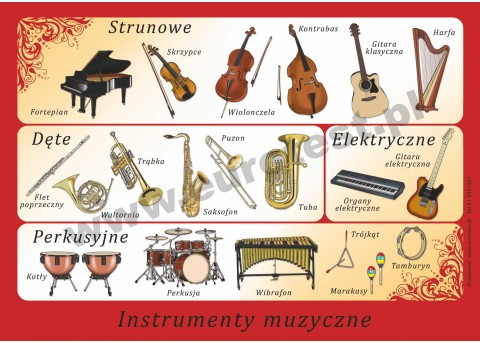 Strunowe
Fortepian
Skrzypce
Wiolonczela
Kontrabas
Gitara
klasyczna
Harfa
Dęte
Flet
poprzeczny
Waltornia
Trąbka
Saksofon
Puzon
Tuba
Elektryczne
Organy
elektryczne
Gitara
elektryczna
Perkusyjne
Kotły
Perkusja
Wibrafon
Trójkąt
Marakasy
Tamburyn
Instrumenty muzyczne